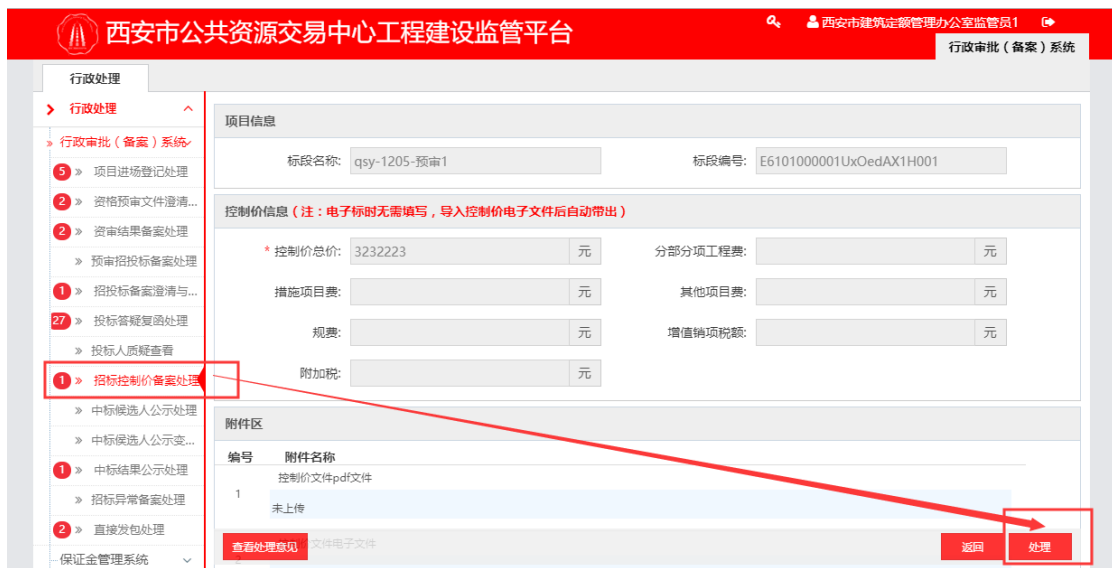 西安市公共资源交易中心工程建设监管平台
西安市建筑定额管理办公室监管员1
行政审批（备案）系统
行政处理
行政处理
行政审批（备案）系统
5 » 项目进场登记处理
2 » 资格预审文件澄清...
2 » 资审结果备案处理
» 预审招投标备案处理
1 » 招投标备案澄清与...
27 » 投标答疑复函处理
» 投标人质疑查看
1 » 招标控制价备案处理
» 中标候选人公示处理
» 中标候选人公示变...
1 » 中标结果公示处理
» 招标异常备案处理
2 » 直接发包处理
保证金管理系统
项目信息
标段名称: qsy-1205-预审1 标段编号: E6101000001UxOedAX1H001
控制价信息（注：电子标时无需填写，导入控制价电子文件后自动带出）
* 控制价总价: 3232223 元 分部分项工程费: 元
措施项目费: 元 其他项目费: 元
规费: 元 增值销项税额: 元
附加税: 元
附件区
编号 附件名称
控制价文件pdf文件
1
未上传
文件电子文件
查看处理意见 返回 处理